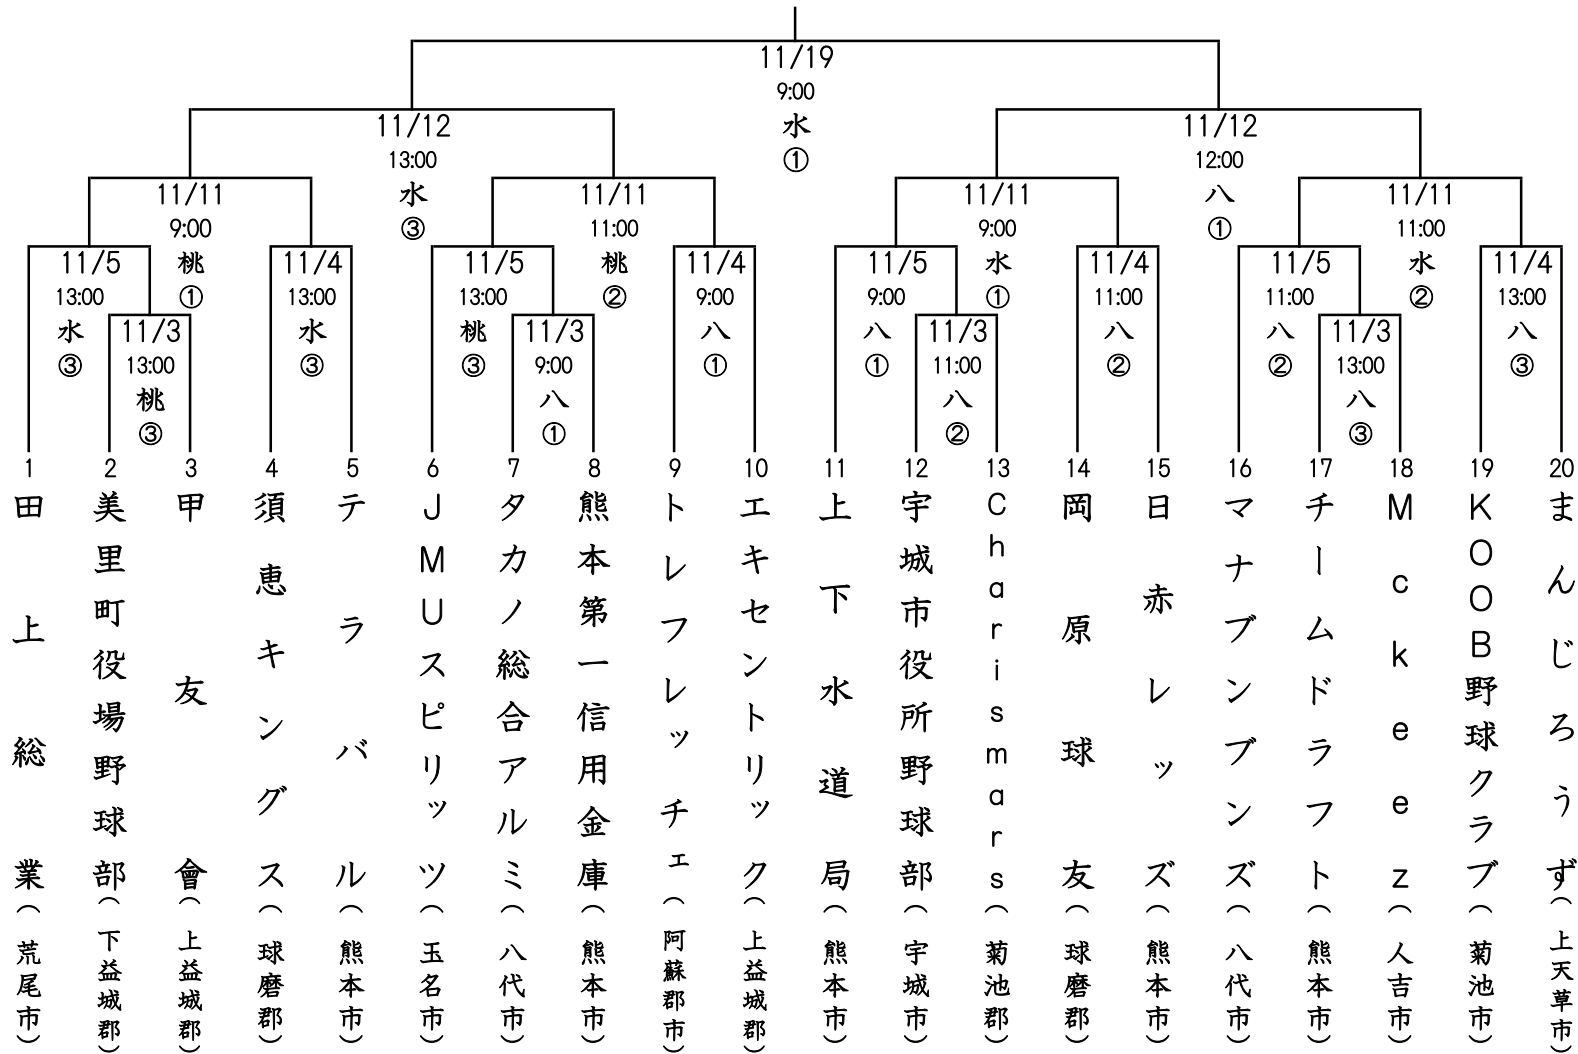 11/19
9:00
水
①
11/12
13:00
水
③
11/12
12:00
八
①
11/11
9:00
桃
①
11/11
11:00
桃
②
11/11
9:00
水
①
11/11
11:00
水
②
11/5
13:00
水
③
11/4
13:00
水
③
11/5
13:00
桃
③
11/4
9:00
八
①
11/5
9:00
八
①
11/4
11:00
八
②
11/5
11:00
八
②
11/4
13:00
八
③
11/3
13:00
桃
③
11/3
9:00
八
①
11/3
11:00
八
②
11/3
13:00
八
③
1
田上総業(荒尾市)
2
美里町役場野球部(下益城郡)
3
甲友會(上益城郡)
4
須恵キングス(球磨郡)
5
テラバル(熊本市)
6
JMUスピリッツ(玉名市)
7
タカノ総合アルミ(八代市)
8
熊本第一信用金庫(熊本市)
9
トレフレッチェ(阿蘇郡市)
10
エキセントリック(上益城郡)
11
上下水道局(熊本市)
12
宇城市役所野球部(宇城市)
13
Charismars(菊池郡)
14
岡原球友(球磨郡)
15
日赤レッズ(熊本市)
16
マナブンブンズ(八代市)
17
チームドラフト(熊本市)
18
Mckeez(人吉市)
19
KOOB野球クラブ(菊池市)
20
まんじろうず(上天草市)